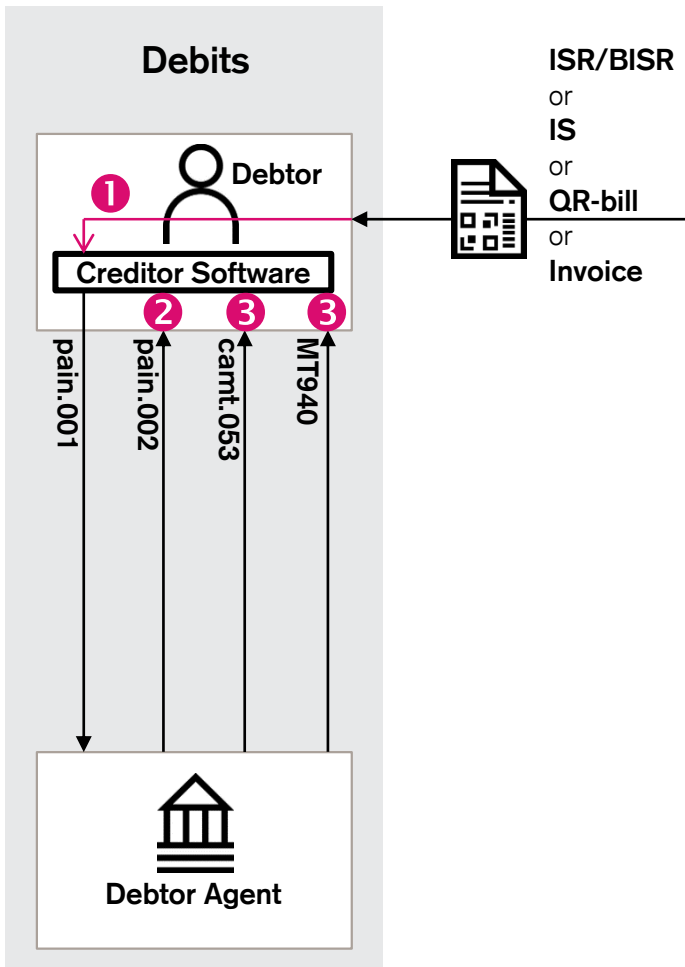 Debits
ISR/BISR
or
IS
or
QR-bill
or
Invoice
Debtor
1
Creditor Software
2
3
3
pain.001
pain.002
camt.053
MT940
Debtor Agent